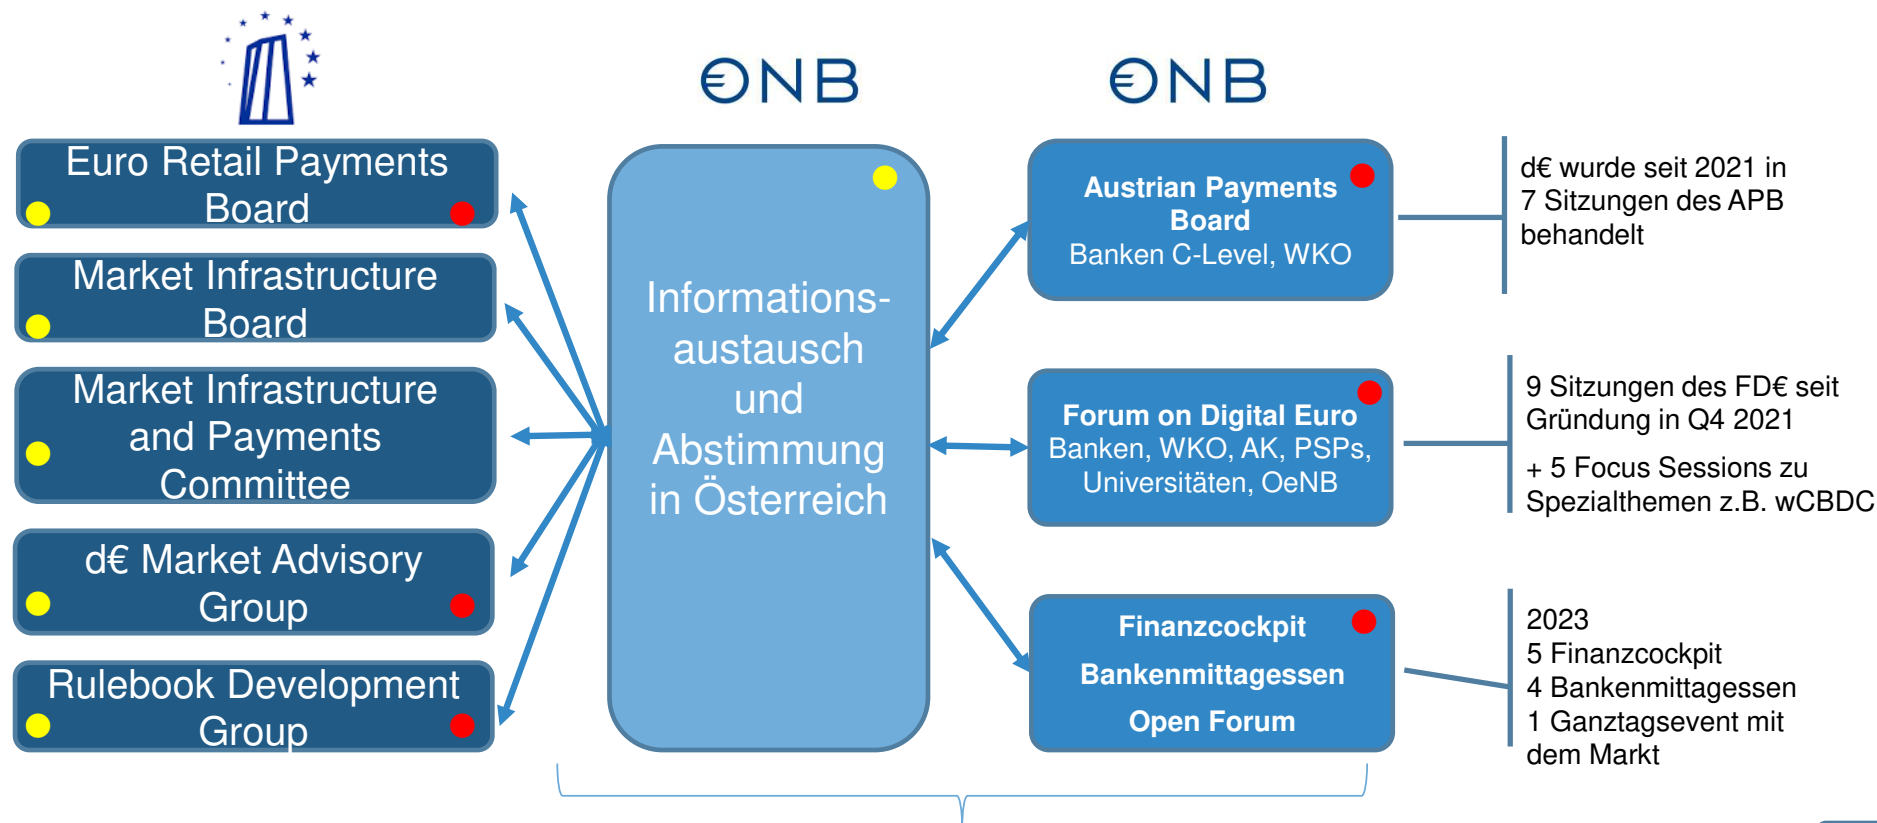 €NB
€NB
Euro Retail Payments
Board
Market Infrastructure
Board
Market Infrastructure
and Payments
Committee
d€ Market Advisory
Group
Rulebook Development
Group
Informations-
austausch
und
Abstimmung
in Österreich
Austrian Payments
Board
Banken C-Level, WKO
Forum on Digital Euro
Banken, WKO, AK, PSPs,
Universitäten, OeNB
Finanzcockpit
Bankenmittagessen
Open Forum
d€ wurde seit 2021 in
7 Sitzungen des APB
behandelt
9 Sitzungen des FD€ seit
Gründung in Q4 2021
+ 5 Focus Sessions zu
Spezialthemen z.B. wCBDC
2023
5 Finanzcockpit
4 Bankenmittagessen
1 Ganztagsevent mit
dem Markt